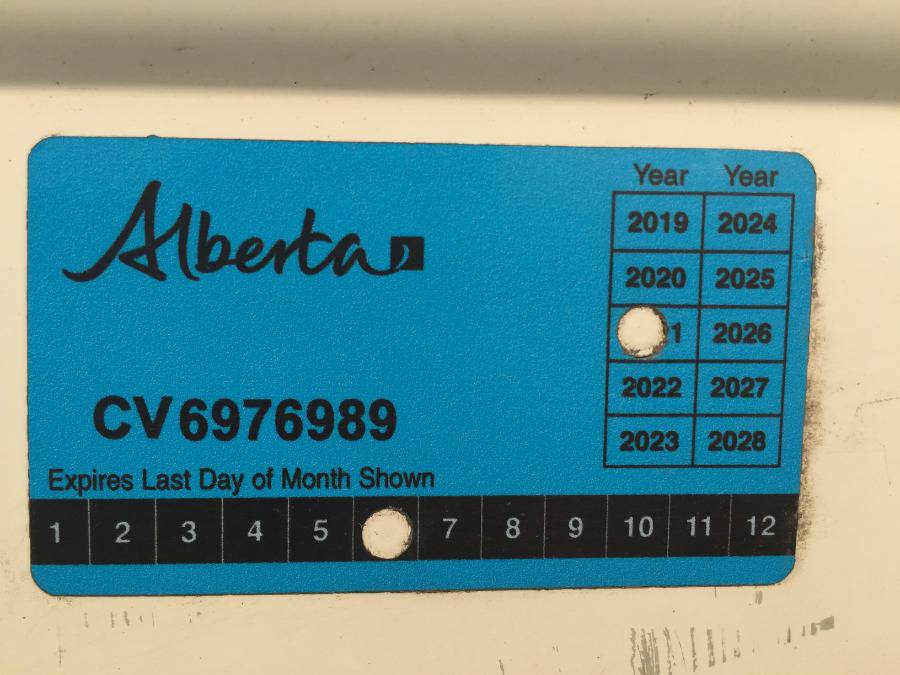 Alberta
Year Year
2019 2024
2020 2025
1 2026
2022 2027
2023 2028
CV6976989
Expires Last Day of Month Shown
1 2 3 4 5 7 8 9 10 11 12